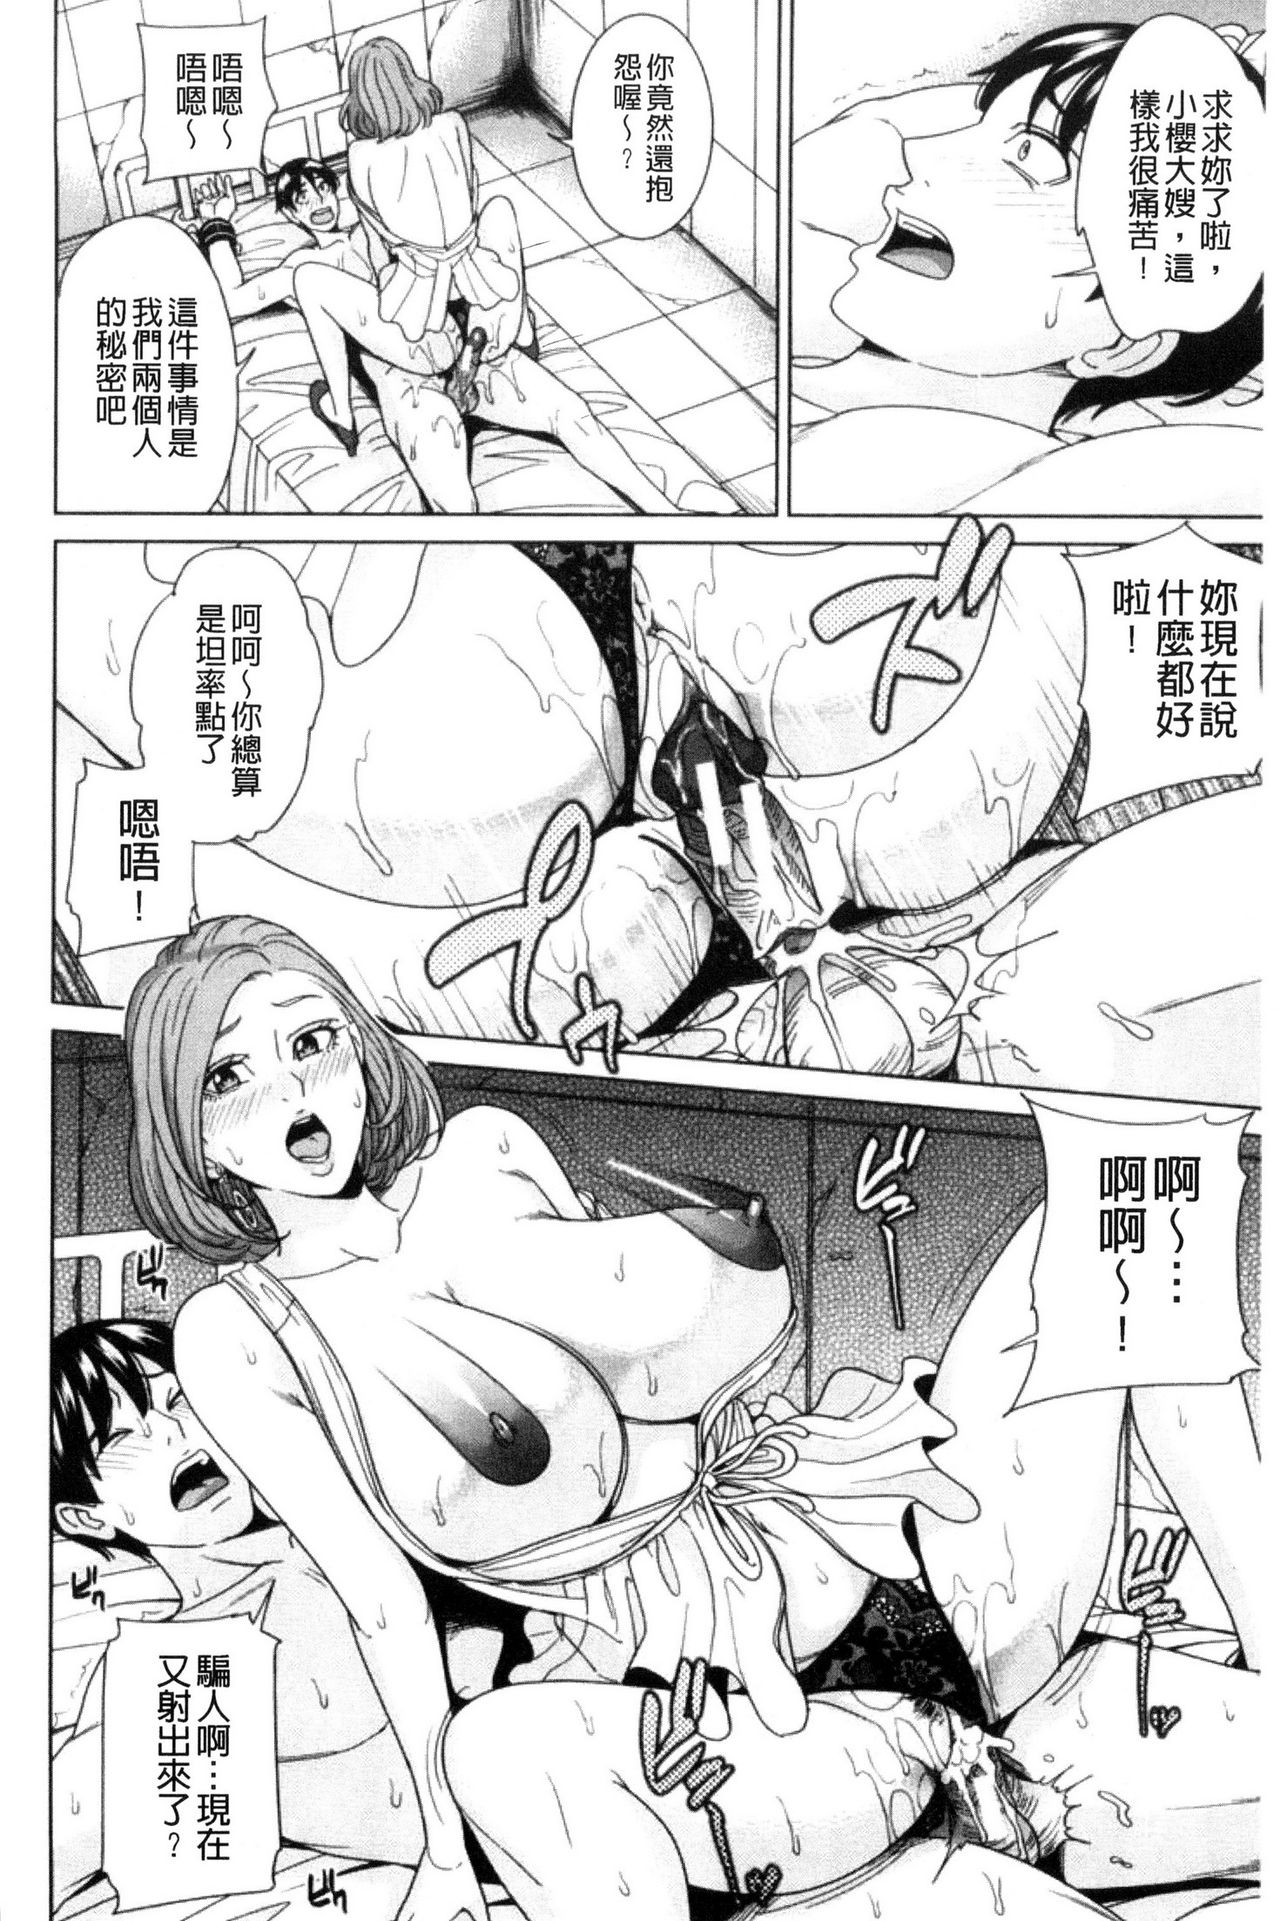 求求妳了啦，
小櫻大嫂，這
樣我很痛苦！
你竟然還抱
怨喔～？
唔嗯～
唔嗯～
這件事情是
我們兩個人
的秘密吧
妳現在說
什麼都好
啦！
呵呵～你總算
是坦率點了
嗯唔！
啊～…
啊啊～！
騙人啊…現在
又射出來了？